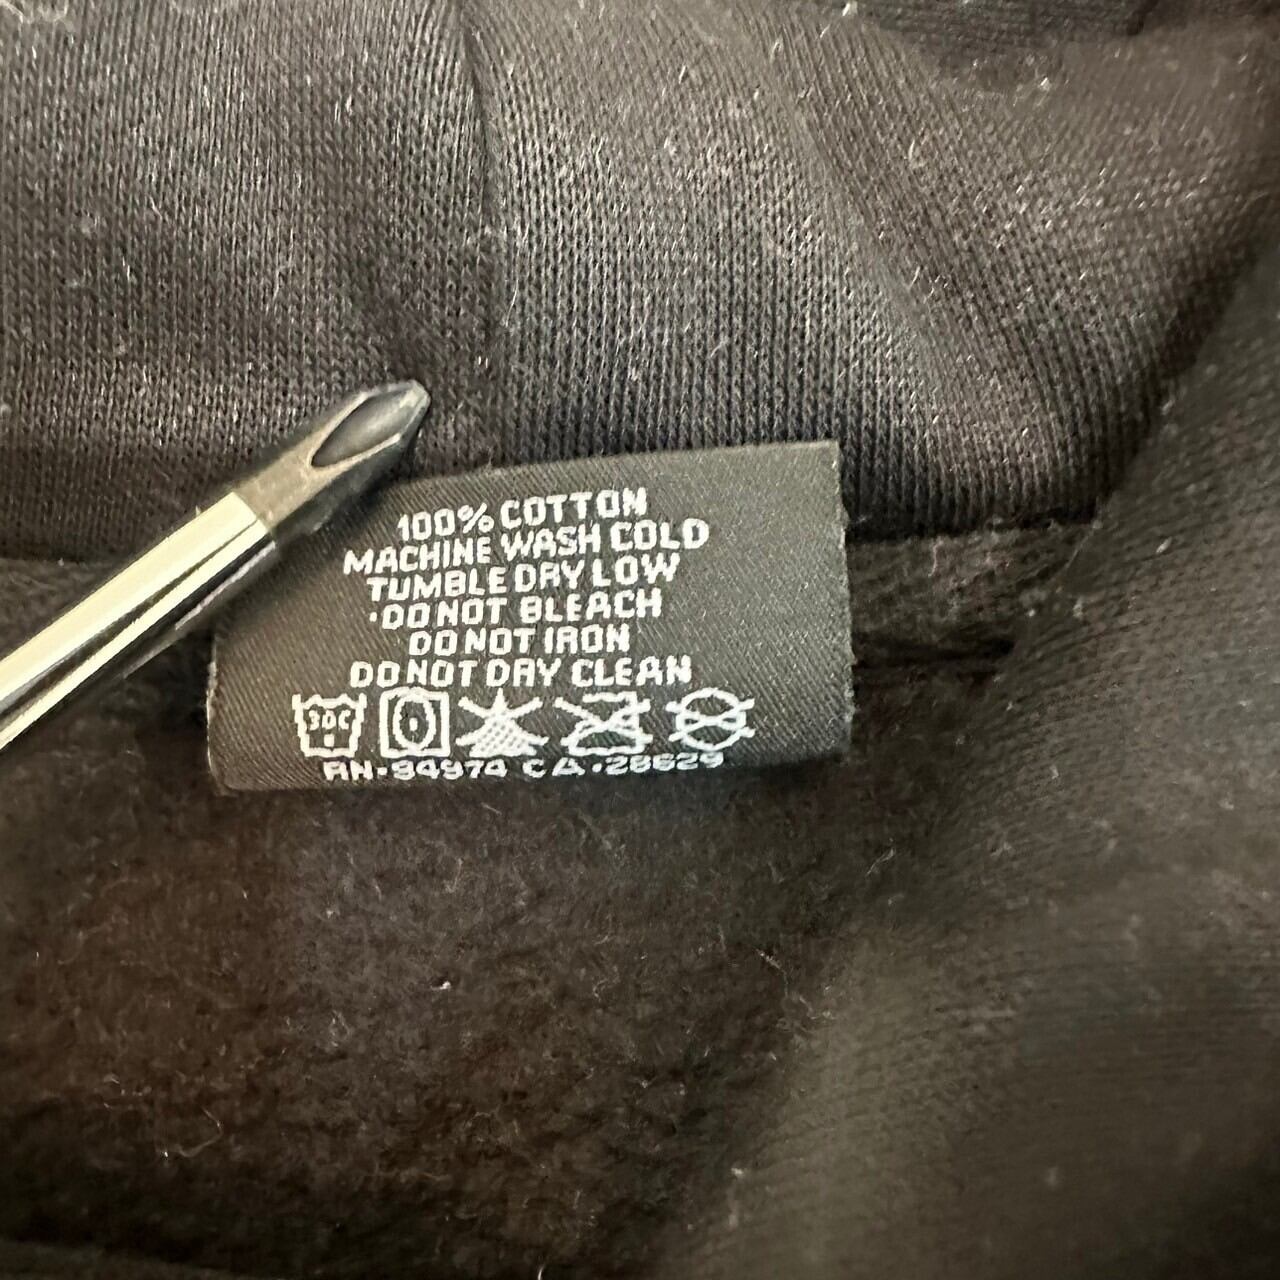 100% COTTON
MACHINE WASH COLD
TUMBLE DRY LOW
·DO NOT BLEACH
DO NOT IRON
DO NOT DRY CLEAN
30C
RN·94974 CA·28629